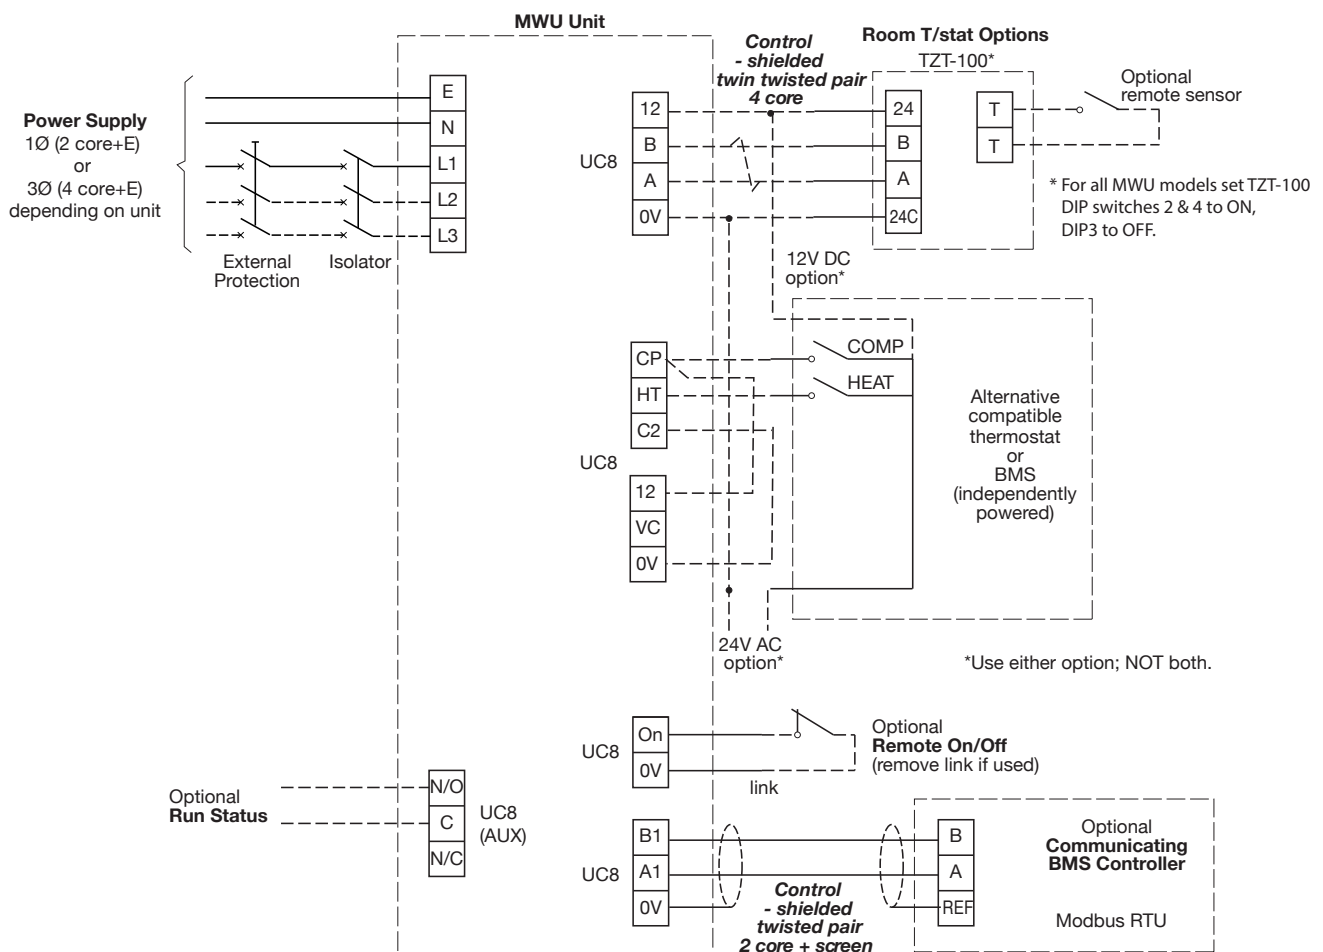 MWU Unit
Power Supply
1Ø (2 core+E)
or
3Ø (4 core+E)
depending on unit
E
N
L1
L2
L3
External
Protection
Isolator
Control
- shielded
twin twisted pair
4 core
UC8
12
B
A
0V
Room T/stat Options
TZT-100*
24
B
A
24C
T
T
Optional
remote sensor
* For all MWU models set TZT-100
DIP switches 2 & 4 to ON,
DIP3 to OFF.
12V DC
option*
CP
HT
C2
UC8
12
VC
0V
COMP
HEAT
Alternative
compatible
thermostat
or
BMS
(independently
powered)
24V AC
option*
*Use either option; NOT both.
UC8
On
0V
link
Optional
Remote On/Off
(remove link if used)
Optional
Run Status
N/O
C
N/C
UC8
(AUX)
UC8
B1
A1
0V
Control
- shielded
twisted pair
2 core + screen
B
A
REF
Optional
Communicating
BMS Controller
Modbus RTU